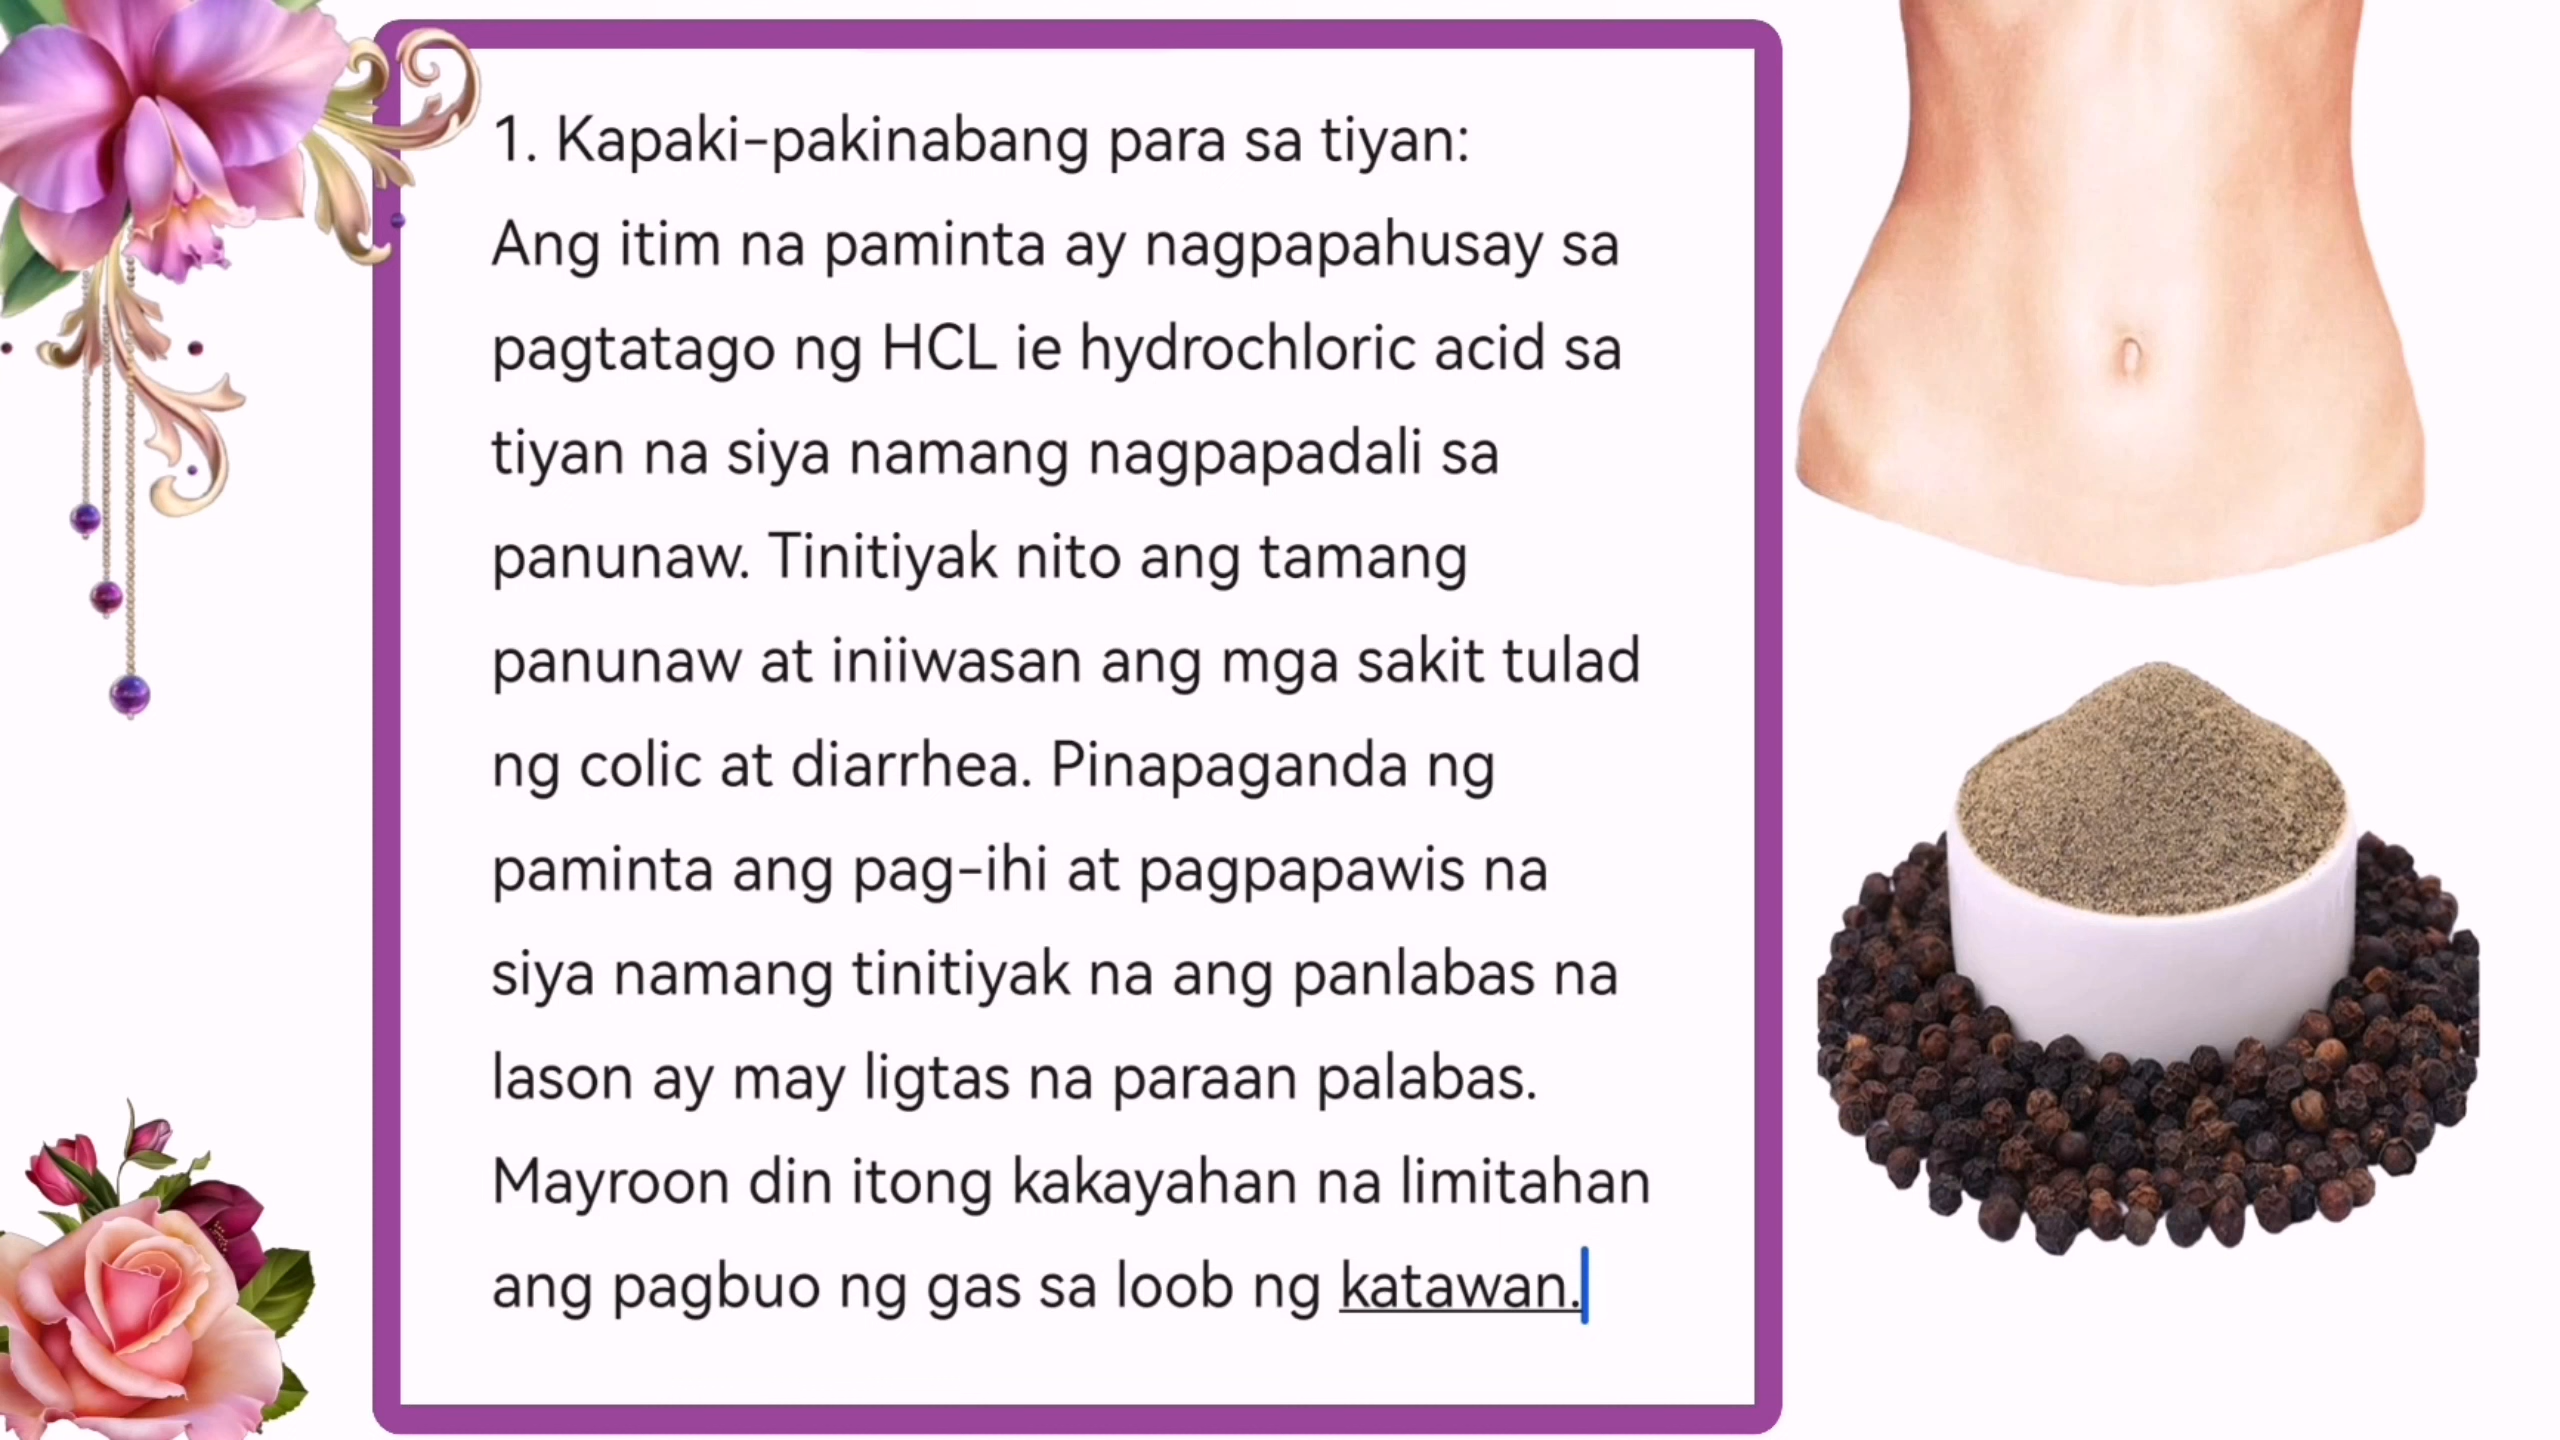 1. Kapaki-pakinabang para sa tiyan:
Ang itim na paminta ay nagpapahusay sa
pagtatago ng HCL ie hydrochloric acid sa
tiyan na siya namang nagpapadali sa
panunaw. Tinitiyak nito ang tamang
panunaw at iniiwasan ang mga sakit tulad
ng colic at diarrhea. Pinapaganda ng
paminta ang pag-ihi at pagpapawis na
siya namang tinitiyak na ang panlabas na
lason ay may ligtas na paraan palabas.
Mayroon din itong kakayahan na limitahan
ang pagbuo ng gas sa loob ng katawan.